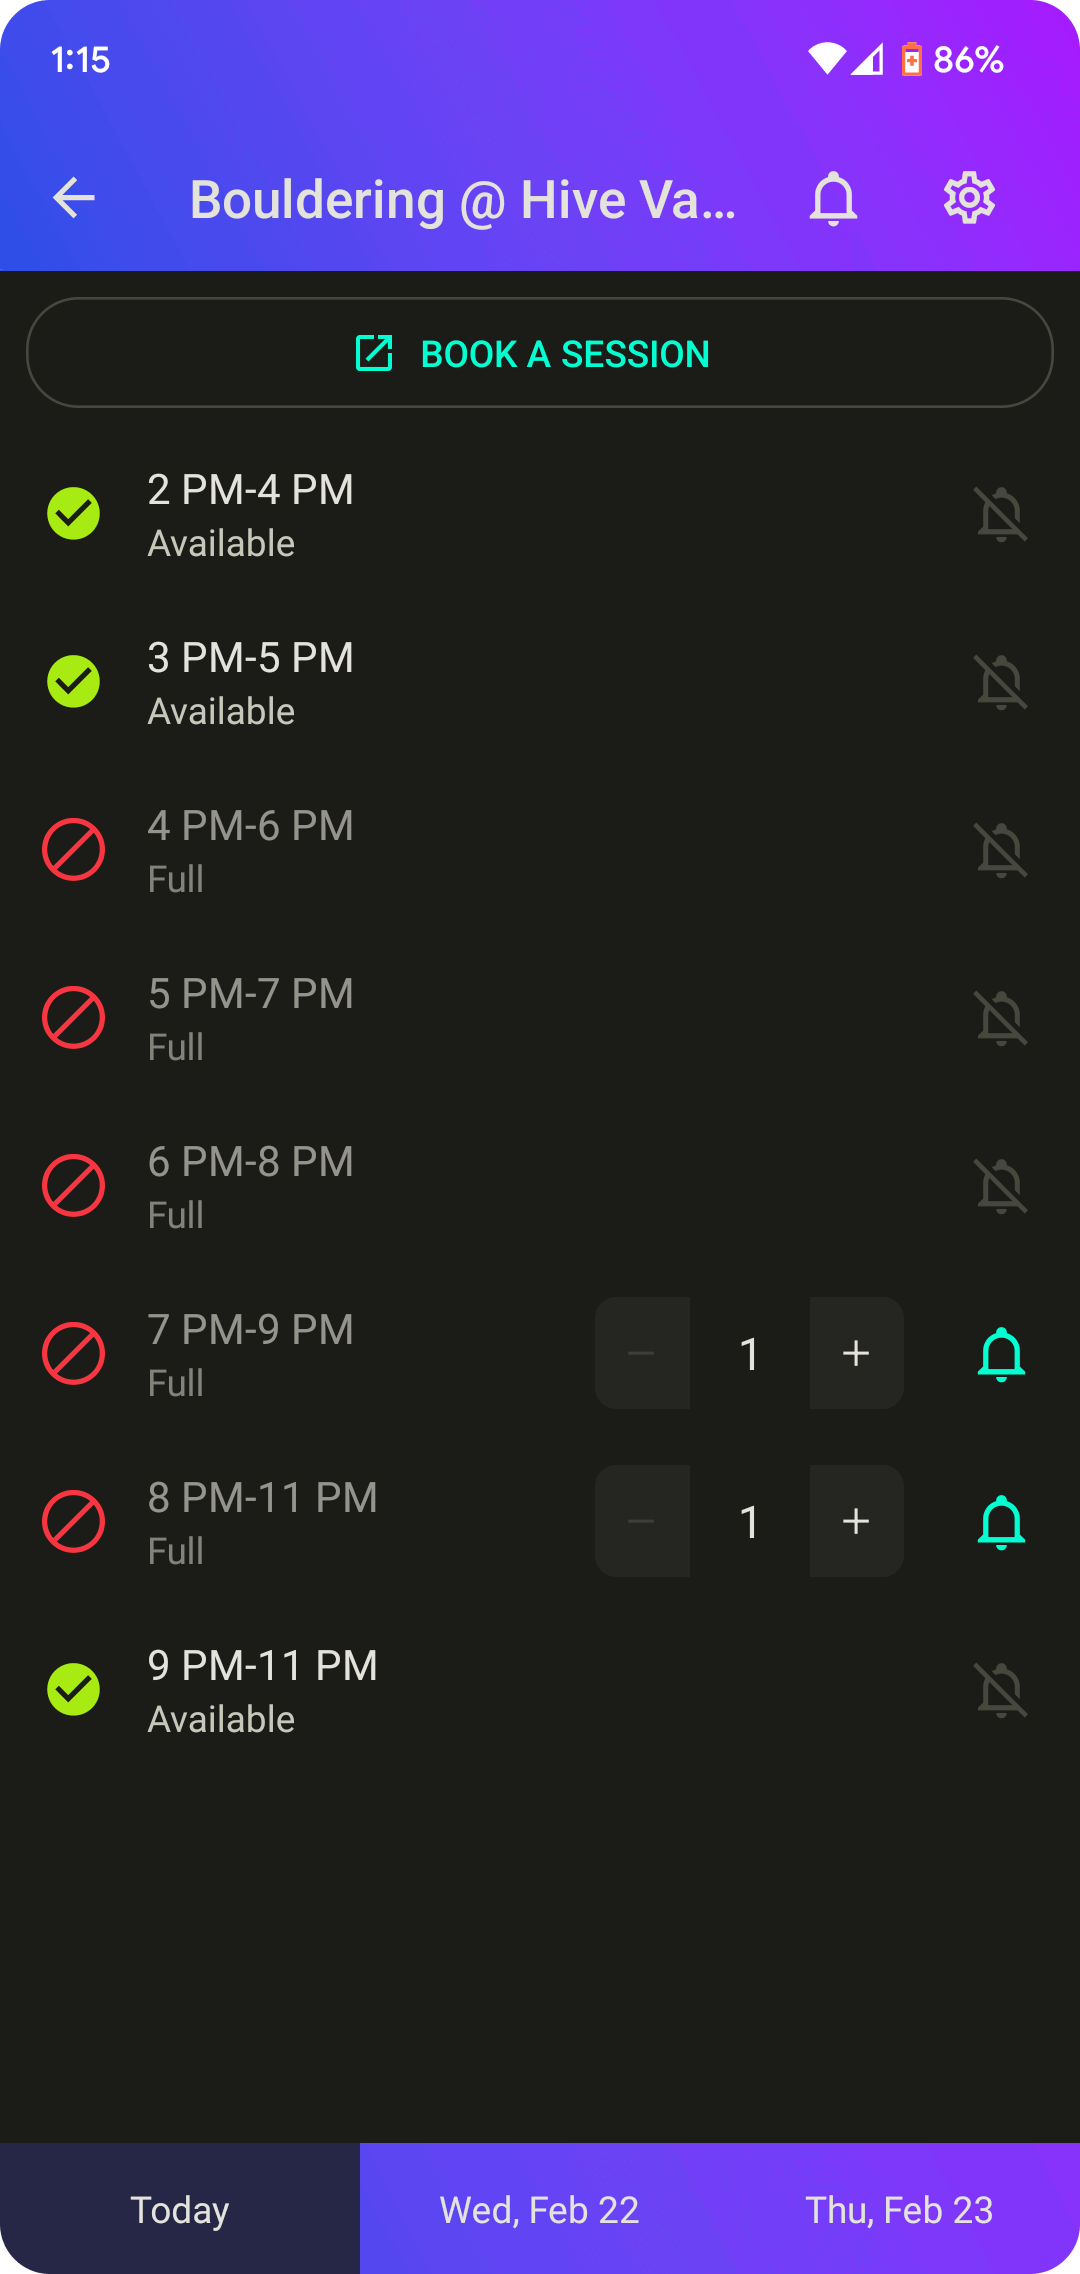 1:15 86%
Bouldering @ Hive Va...
BOOK A SESSION
2 PM-4 PM
Available
3 PM-5 PM
Available
4 PM-6 PM
Full
5 PM-7 PM
Full
6 PM-8 PM
Full
7 PM-9 PM
Full
− 1 +
8 PM-11 PM
Full
− 1 +
9 PM-11 PM
Available
Today Wed, Feb 22 Thu, Feb 23